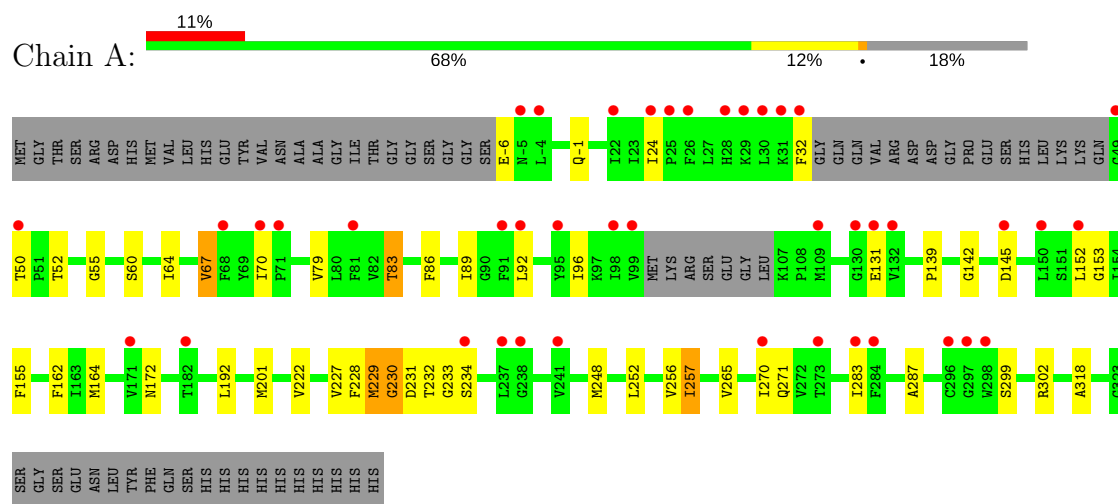 11%
Chain A:
68% 12% • 18%
MET GLY THR SER ARG ASP HIS MET VAL LEU HIS GLU TYR VAL ASN ALA ALA GLY ILE THR GLY GLY SER GLY GLY SER E-6 N-5 L-4 Q-1 I22 I23 I24 P25 F26 L27 H28 K29 L30 K31 F32 GLY GLN GLN VAL ARG ASP ASP GLY PRO GLU SER HIS LEU LYS LYS GLN
T50 P51 T52 G55 S60 I64 V67 F68 Y69 I70 P71 V79 L80 F81 V82 T83 F86 I89 G90 F91 L92 Y95 I96 K97 I98 V99 MET LYS ARG SER GLU GLY LEU K107 P108 M109 G130 E131 V132 P139 G142 D145 L150 S151 L152 G153
F155 F162 I163 M164 V171 N172 T182 L192 M201 V222 V227 F228 M229 G230 D231 T232 G233 S234 L237 G238 V241 M248 L252 V256 I257 V265 I270 Q271 V272 T273 I283 F284 A287 C296 G297 W298 S299 R302 A318
SER GLY SER GLU ASN LEU TYR PHE GLN SER HIS HIS HIS HIS HIS HIS HIS HIS HIS HIS